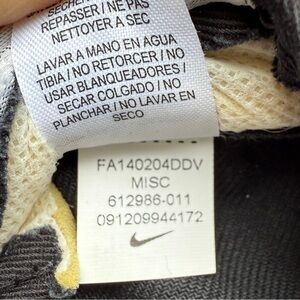 SECHER
REPASSER / NE PAS
NETTOYER A SEC
LAVAR A MANO EN AGUA
TIBIA / NO RETORCER / NO
USAR BLANQUEADORES /
SECAR COLGADO / NO
PLANCHAR / NO LAVAR EN
SECO
FA140204DDV
MISC
612986-011
091209944172